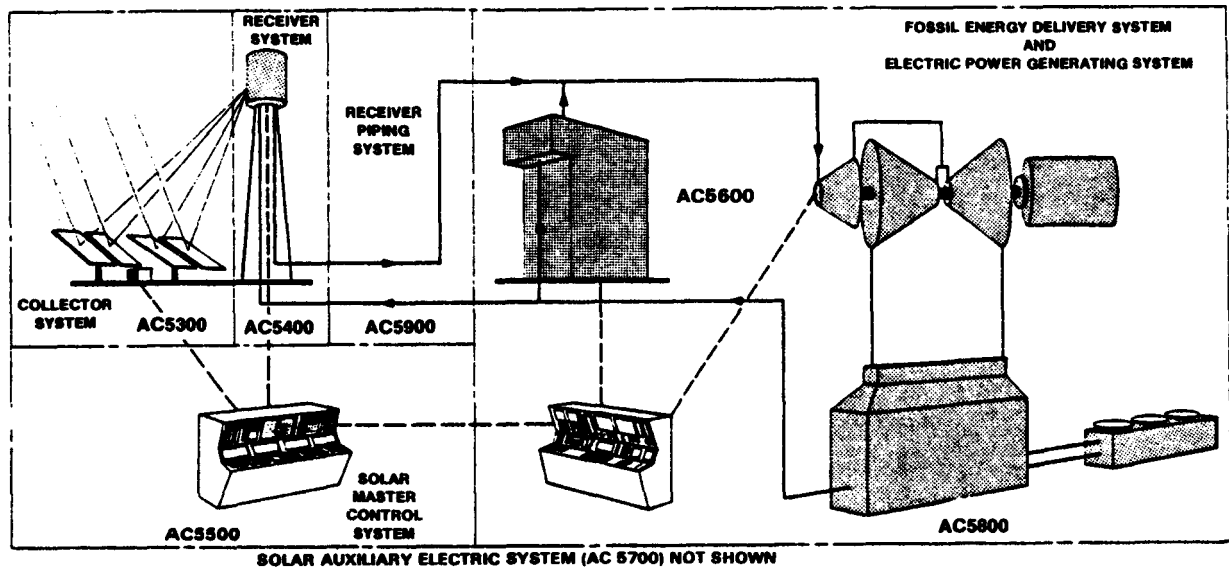 RECEIVER
SYSTEM
FOSSIL ENERGY DELIVERY SYSTEM
AND
ELECTRIC POWER GENERATING SYSTEM
RECEIVER
PIPING
SYSTEM
AC5600
COLLECTOR
SYSTEM
AC5300
AC5400
AC5900
SOLAR
MASTER
CONTROL
SYSTEM
AC5500
AC5800
SOLAR AUXILIARY ELECTRIC SYSTEM (AC 5700) NOT SHOWN